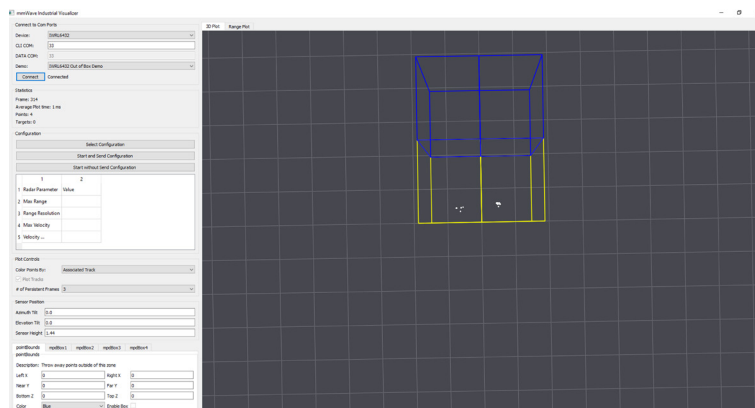 mmWave Industrial Visualizer
Connect to Com Ports
Device: IWRL6432
CLI COM: 33
DATA COM:
Demo: IWRL6432 Out of Box Demo
Connect Connected
Statistics
Frame: 314
Average Plot time: 1 ms
Points: 4
Targets: 0
Configuration
Select Configuration
Start and Send Configuration
Start without Send Configuration
1 2
1 Radar Parameter Value
2 Max Range
3 Range Resolution
4 Max Velocity
5 Velocity ...
Plot Controls
Color Points By: Associated Track
Plot Tracks
# of Persistent Frames 3
Sensor Position
Azimuth Tilt 0.0
Elevation Tilt 0.0
Sensor Height 1.44
pointBounds mpdBox1 mpdBox2 mpdBox3 mpdBox4
pointBounds
Description: Throw away points outside of this zone
Left X 0 Right X 0
Near Y 0 Far Y 0
Bottom Z 0 Top Z 0
Color Blue Enable Box
3D Plot Range Plot